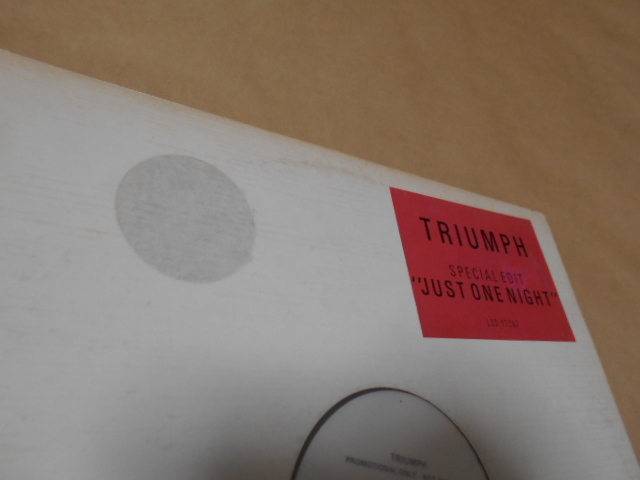 TRIUMPH
SPECIAL EDIT
"JUST ONE NIGHT"
TRIUMPH
PROMOTIONAL ONLY